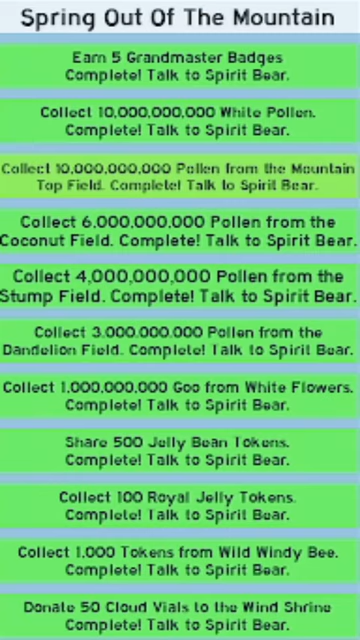 Spring Out Of The Mountain
Earn 5 Grandmaster Badges
Complete! Talk to Spirit Bear.
Collect 10,000,000,000 White Pollen.
Complete! Talk to Spirit Bear.
Collect 10,000,000,000 Pollen from the Mountain
Top Field. Complete! Talk to Spirit Bear.
Collect 6,000,000,000 Pollen from the
Coconut Field. Complete! Talk to Spirit Bear.
Collect 4,000,000,000 Pollen from the
Stump Field. Complete! Talk to Spirit Bear.
Collect 3,000,000,000 Pollen from the
Dandelion Field. Complete! Talk to Spirit Bear.
Collect 1,000,000,000 Goo from White Flowers.
Complete! Talk to Spirit Bear.
Share 500 Jelly Bean Tokens.
Complete! Talk to Spirit Bear.
Collect 100 Royal Jelly Tokens.
Complete! Talk to Spirit Bear.
Collect 1,000 Tokens from Wild Windy Bee.
Complete! Talk to Spirit Bear.
Donate 50 Cloud Vials to the Wind Shrine
Complete! Talk to Spirit Bear.